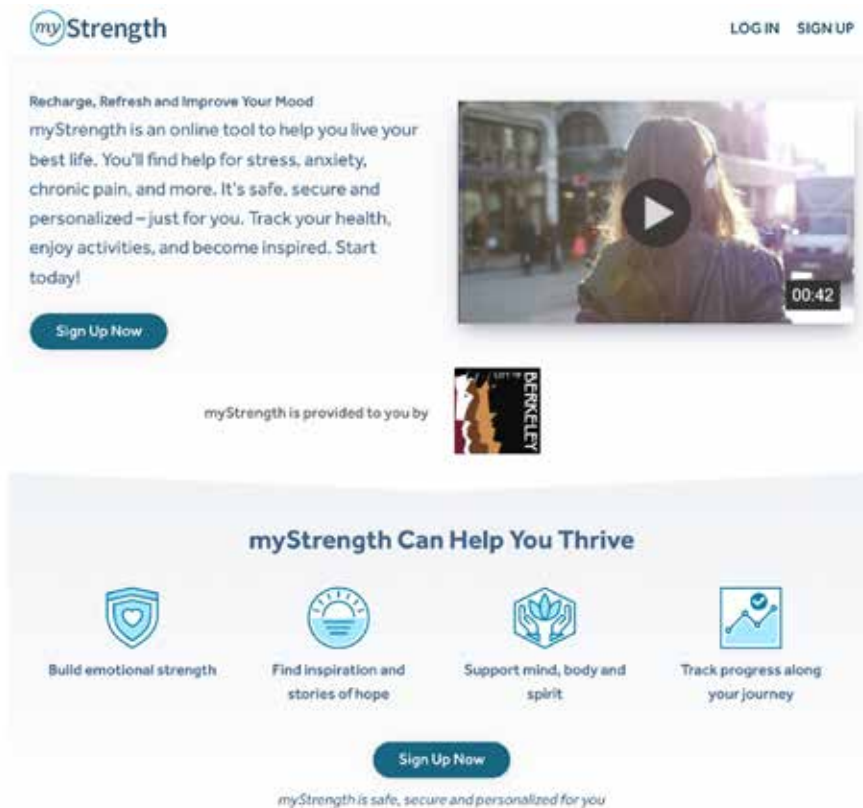 myStrength
LOG IN SIGN UP
Recharge, Refresh and Improve Your Mood
myStrength is an online tool to help you live your
best life. You'll find help for stress, anxiety,
chronic pain, and more. It's safe, secure and
personalized – just for you. Track your health,
enjoy activities, and become inspired. Start
today!
Sign Up Now
00:42
myStrength is provided to you by
CITY OF
BERKELEY
myStrength Can Help You Thrive
Build emotional strength
Find inspiration and
stories of hope
Support mind, body and
spirit
Track progress along
your journey
Sign Up Now
myStrength is safe, secure and personalized for you